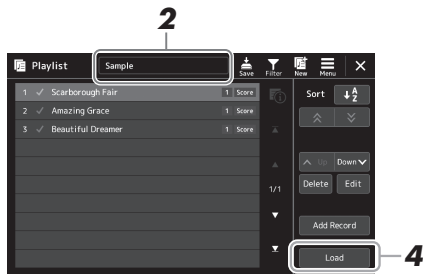 2
Playlist
Sample
Save
Filter
New
Menu
1 Scarborough Fair 1 Score
2 Amazing Grace 1 Score
3 Beautiful Dreamer 1 Score
Sort
A
Z
Up
Down
1/1
Delete
Edit
Add Record
Load
4